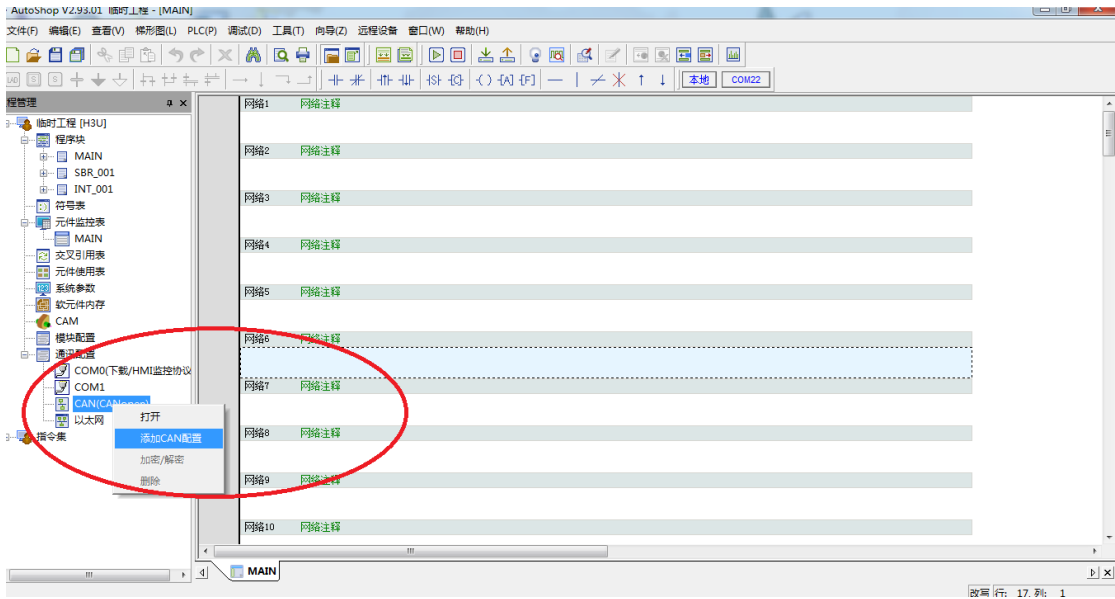 AutoShop V2.93.01 临时工程 - [MAIN]
文件(F) 编辑(E) 查看(V) 梯形图(L) PLC(P) 调试(D) 工具(T) 向导(Z) 远程设备 窗口(W) 帮助(H)
本地 COM22
程管理
临时工程 [H3U]
程序块
MAIN
SBR_001
INT_001
符号表
元件监控表
MAIN
交叉引用表
元件使用表
系统参数
软元件内存
CAM
模块配置
通讯配置
COM0(下载/HMI监控协议
COM1
CAN(CANopen)
以太网
指令集
打开
添加CAN配置
加密/解密
删除
网络1 网络注释
网络2 网络注释
网络3 网络注释
网络4 网络注释
网络5 网络注释
网络6 网络注释
网络7 网络注释
网络8 网络注释
网络9 网络注释
网络10 网络注释
MAIN
改写 行: 17, 列: 1